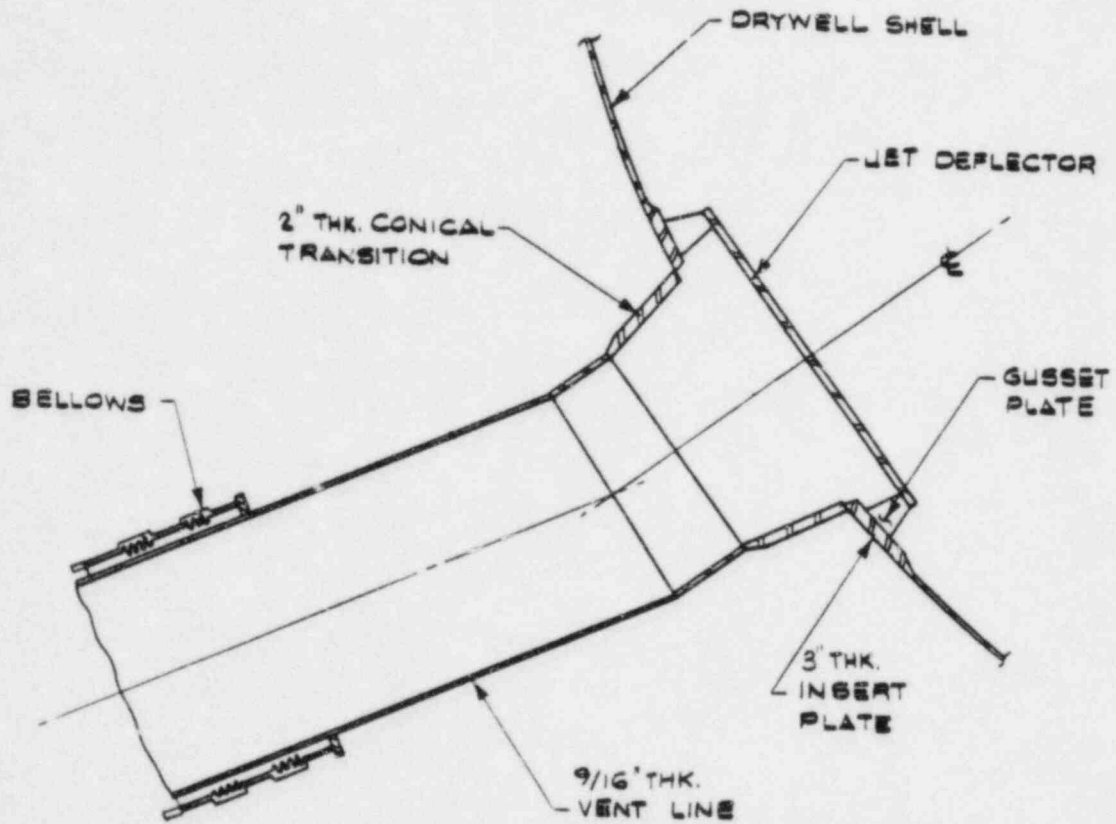 DRYWELL SHELL
JET DEFLECTOR
2" THK. CONICAL
TRANSITION
℄
BELLOWS
GUSSET
PLATE
3" THK.
INSERT
PLATE
9/16" THK.
VENT LINE